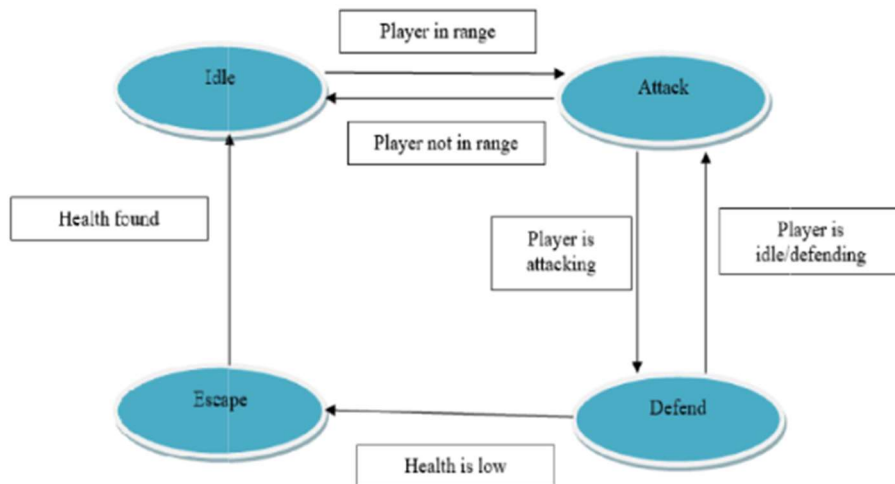 Player in range
Idle
Attack
Player not in range
Health found
Player is
attacking
Player is
idle/defending
Escape
Defend
Health is low